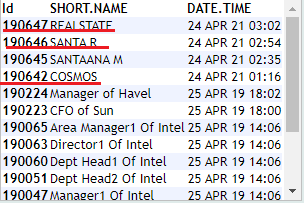 Id SHORT.NAME DATE.TIME
190647 REALSTATE 24 APR 21 03:02
190646 SANTA R 24 APR 21 02:54
190645 SANTAANA M 24 APR 21 02:35
190642 COSMOS 24 APR 21 01:16
190224 Manager of Havel 25 APR 19 18:02
190223 CFO of Sun 25 APR 19 18:00
190065 Area Manager1 Of Intel 25 APR 19 14:06
190063 Director1 Of Intel 25 APR 19 14:06
190060 Dept Head1 Of Intel 25 APR 19 14:06
190051 Dept Head2 Of Intel 25 APR 19 14:06
190047 Manager1 Of Intel 25 APR 19 14:06